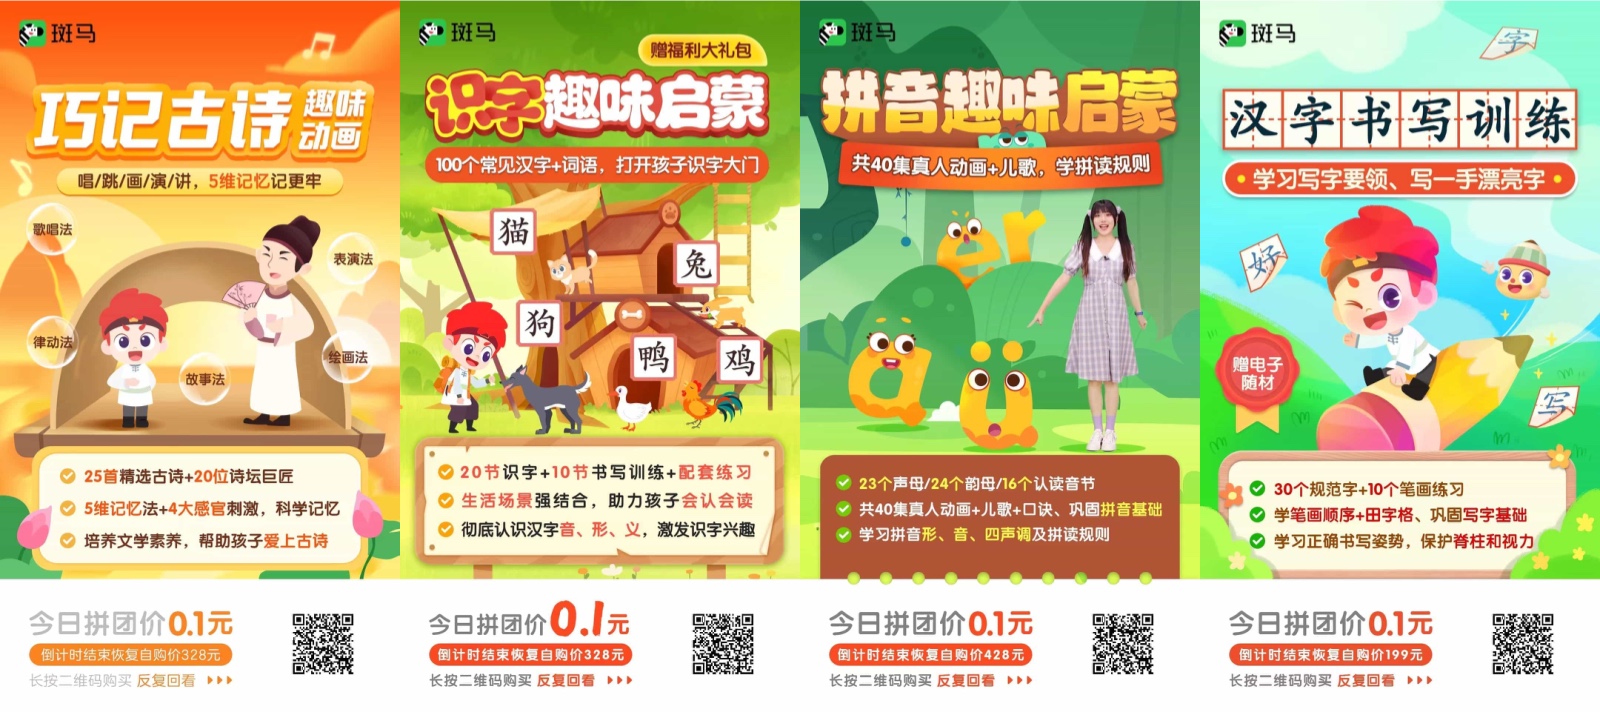 斑马
巧记古诗
趣味
动画
唱/跳/画/演/讲，5维记忆记更牢
歌唱法
表演法
律动法
绘画法
故事法
25首精选古诗+20位诗坛巨匠
5维记忆法+4大感官刺激，科学记忆
培养文学素养，帮助孩子爱上古诗
今日拼团价0.1元
倒计时结束恢复自购价328元
长按二维码购买 反复回看
斑马
赠福利大礼包
识字趣味启蒙
100个常见汉字+词语，打开孩子识字大门
猫
兔
狗
鸭
鸡
20节识字+10节书写训练+配套练习
生活场景强结合，助力孩子会认会读
彻底认识汉字音、形、义，激发识字兴趣
今日拼团价0.1元
倒计时结束恢复自购价328元
长按二维码购买 反复回看
斑马
拼音趣味启蒙
共40集真人动画+儿歌，学拼读规则
er
a
ü
23个声母/24个韵母/16个认读音节
共40集真人动画+儿歌+口诀、巩固拼音基础
学习拼音形、音、四声调及拼读规则
今日拼团价0.1元
倒计时结束恢复自购价428元
长按二维码购买 反复回看
斑马
字
汉字书写训练
学习写字要领、写一手漂亮字
好
赠电子
随材
写
30个规范字+10个笔画练习
学笔画顺序+田字格、巩固写字基础
学习正确书写姿势，保护脊柱和视力
今日拼团价0.1元
倒计时结束恢复自购价199元
长按二维码购买 反复回看